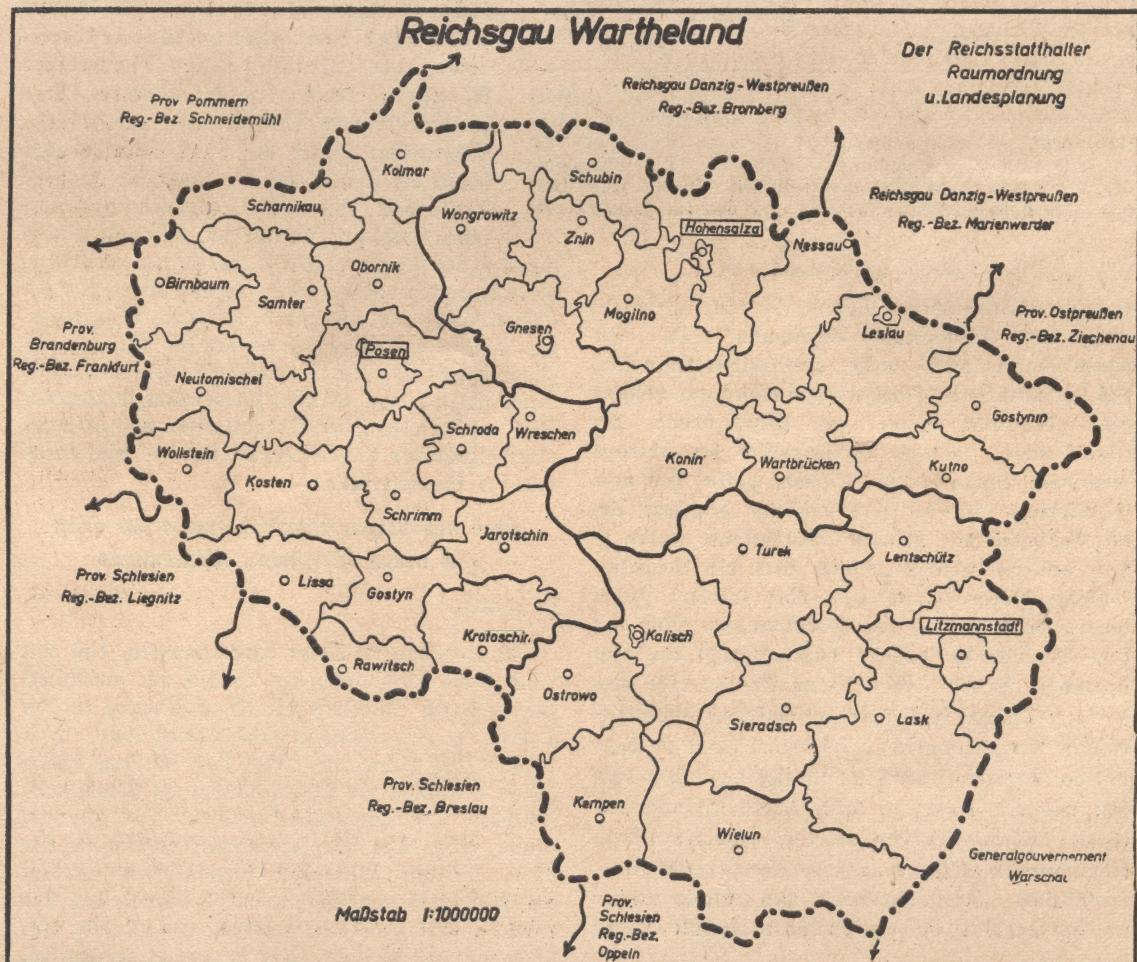 Reichsgau Wartheland
Der Reichsstatthalter
Raumordnung
u. Landesplanung
Prov Pommern
Reg.-Bez. Schneidemühl
Reichsgau Danzig-Westpreußen
Reg.-Bez. Bromberg
Reichsgau Danzig-Westpreußen
Reg.-Bez. Marienwerder
Prov. Ostpreußen
Reg.-Bez. Ziechenau
Prov.
Brandenburg
Reg.-Bez. Frankfurt
Kolmar
Schubin
Scharnikau
Wongrowitz
Znin
Hohensalza
Nessau
Obornik
Birnbaum
Samter
Mogilno
Leslau
Gnesen
Posen
Neutomischel
Gostynin
Schroda
Wreschen
Wollstein
Konin
Wartbrücken
Kutno
Kosten
Schrimm
Jarotschin
Turek
Lentschütz
Lissa
Gostyn
Litzmannstadt
Krotoschin
Kalisch
Rawitsch
Ostrowo
Sieradsch
Lask
Kempen
Wielun
Prov. Schlesien
Reg.-Bez. Liegnitz
Prov. Schlesien
Reg.-Bez. Breslau
Generalgouvernement
Warschau
Maßstab 1:1000000
Prov.
Schlesien
Reg.-Bez.
Oppeln